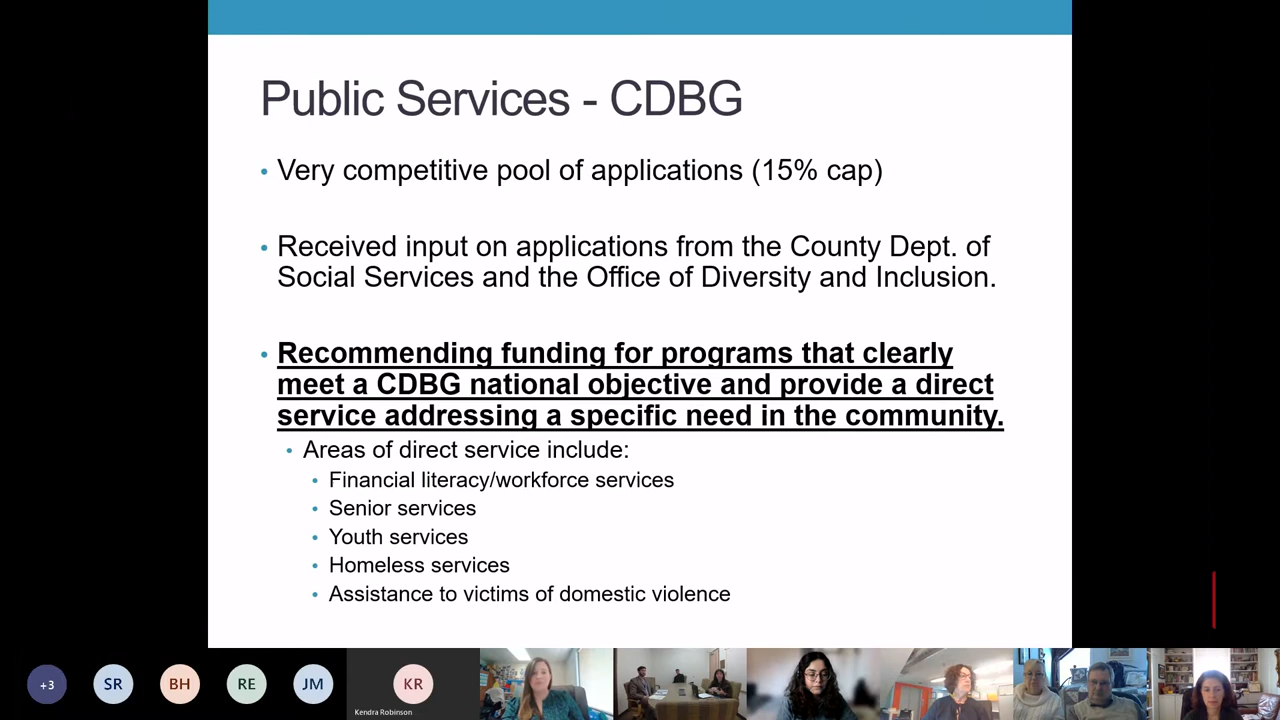 Public Services - CDBG
• Very competitive pool of applications (15% cap)
• Received input on applications from the County Dept. of
Social Services and the Office of Diversity and Inclusion.
• Recommending funding for programs that clearly
meet a CDBG national objective and provide a direct
service addressing a specific need in the community.
• Areas of direct service include:
• Financial literacy/workforce services
• Senior services
• Youth services
• Homeless services
• Assistance to victims of domestic violence
+3 SR BH RE JM KR
Kendra Robinson